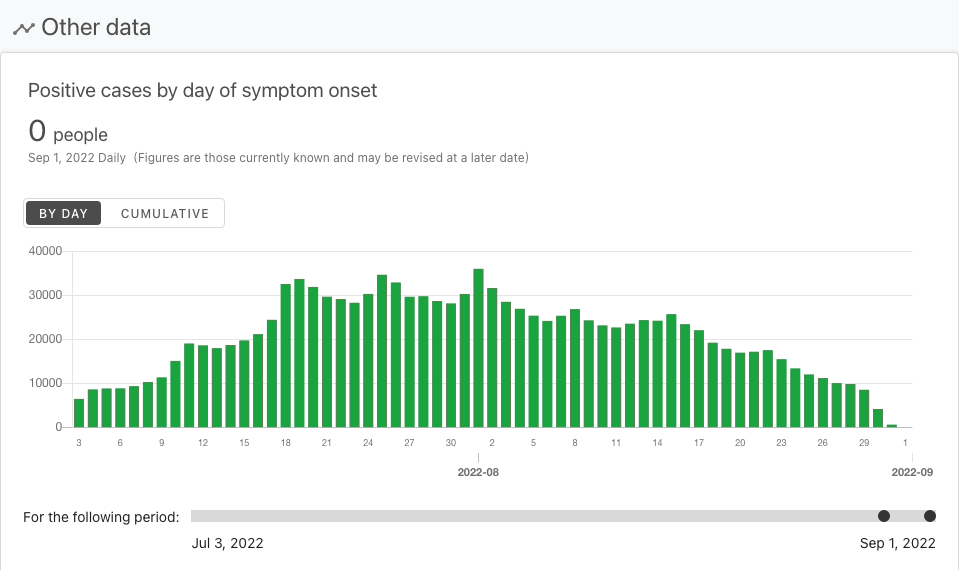 Other data
Positive cases by day of symptom onset
0 people
Sep 1, 2022 Daily (Figures are those currently known and may be revised at a later date)
BY DAY CUMULATIVE
40000
30000
20000
10000
0
3 6 9 12 15 18 21 24 27 30 2 5 8 11 14 17 20 23 26 29 1
2022-08 2022-09
For the following period:
Jul 3, 2022 Sep 1, 2022